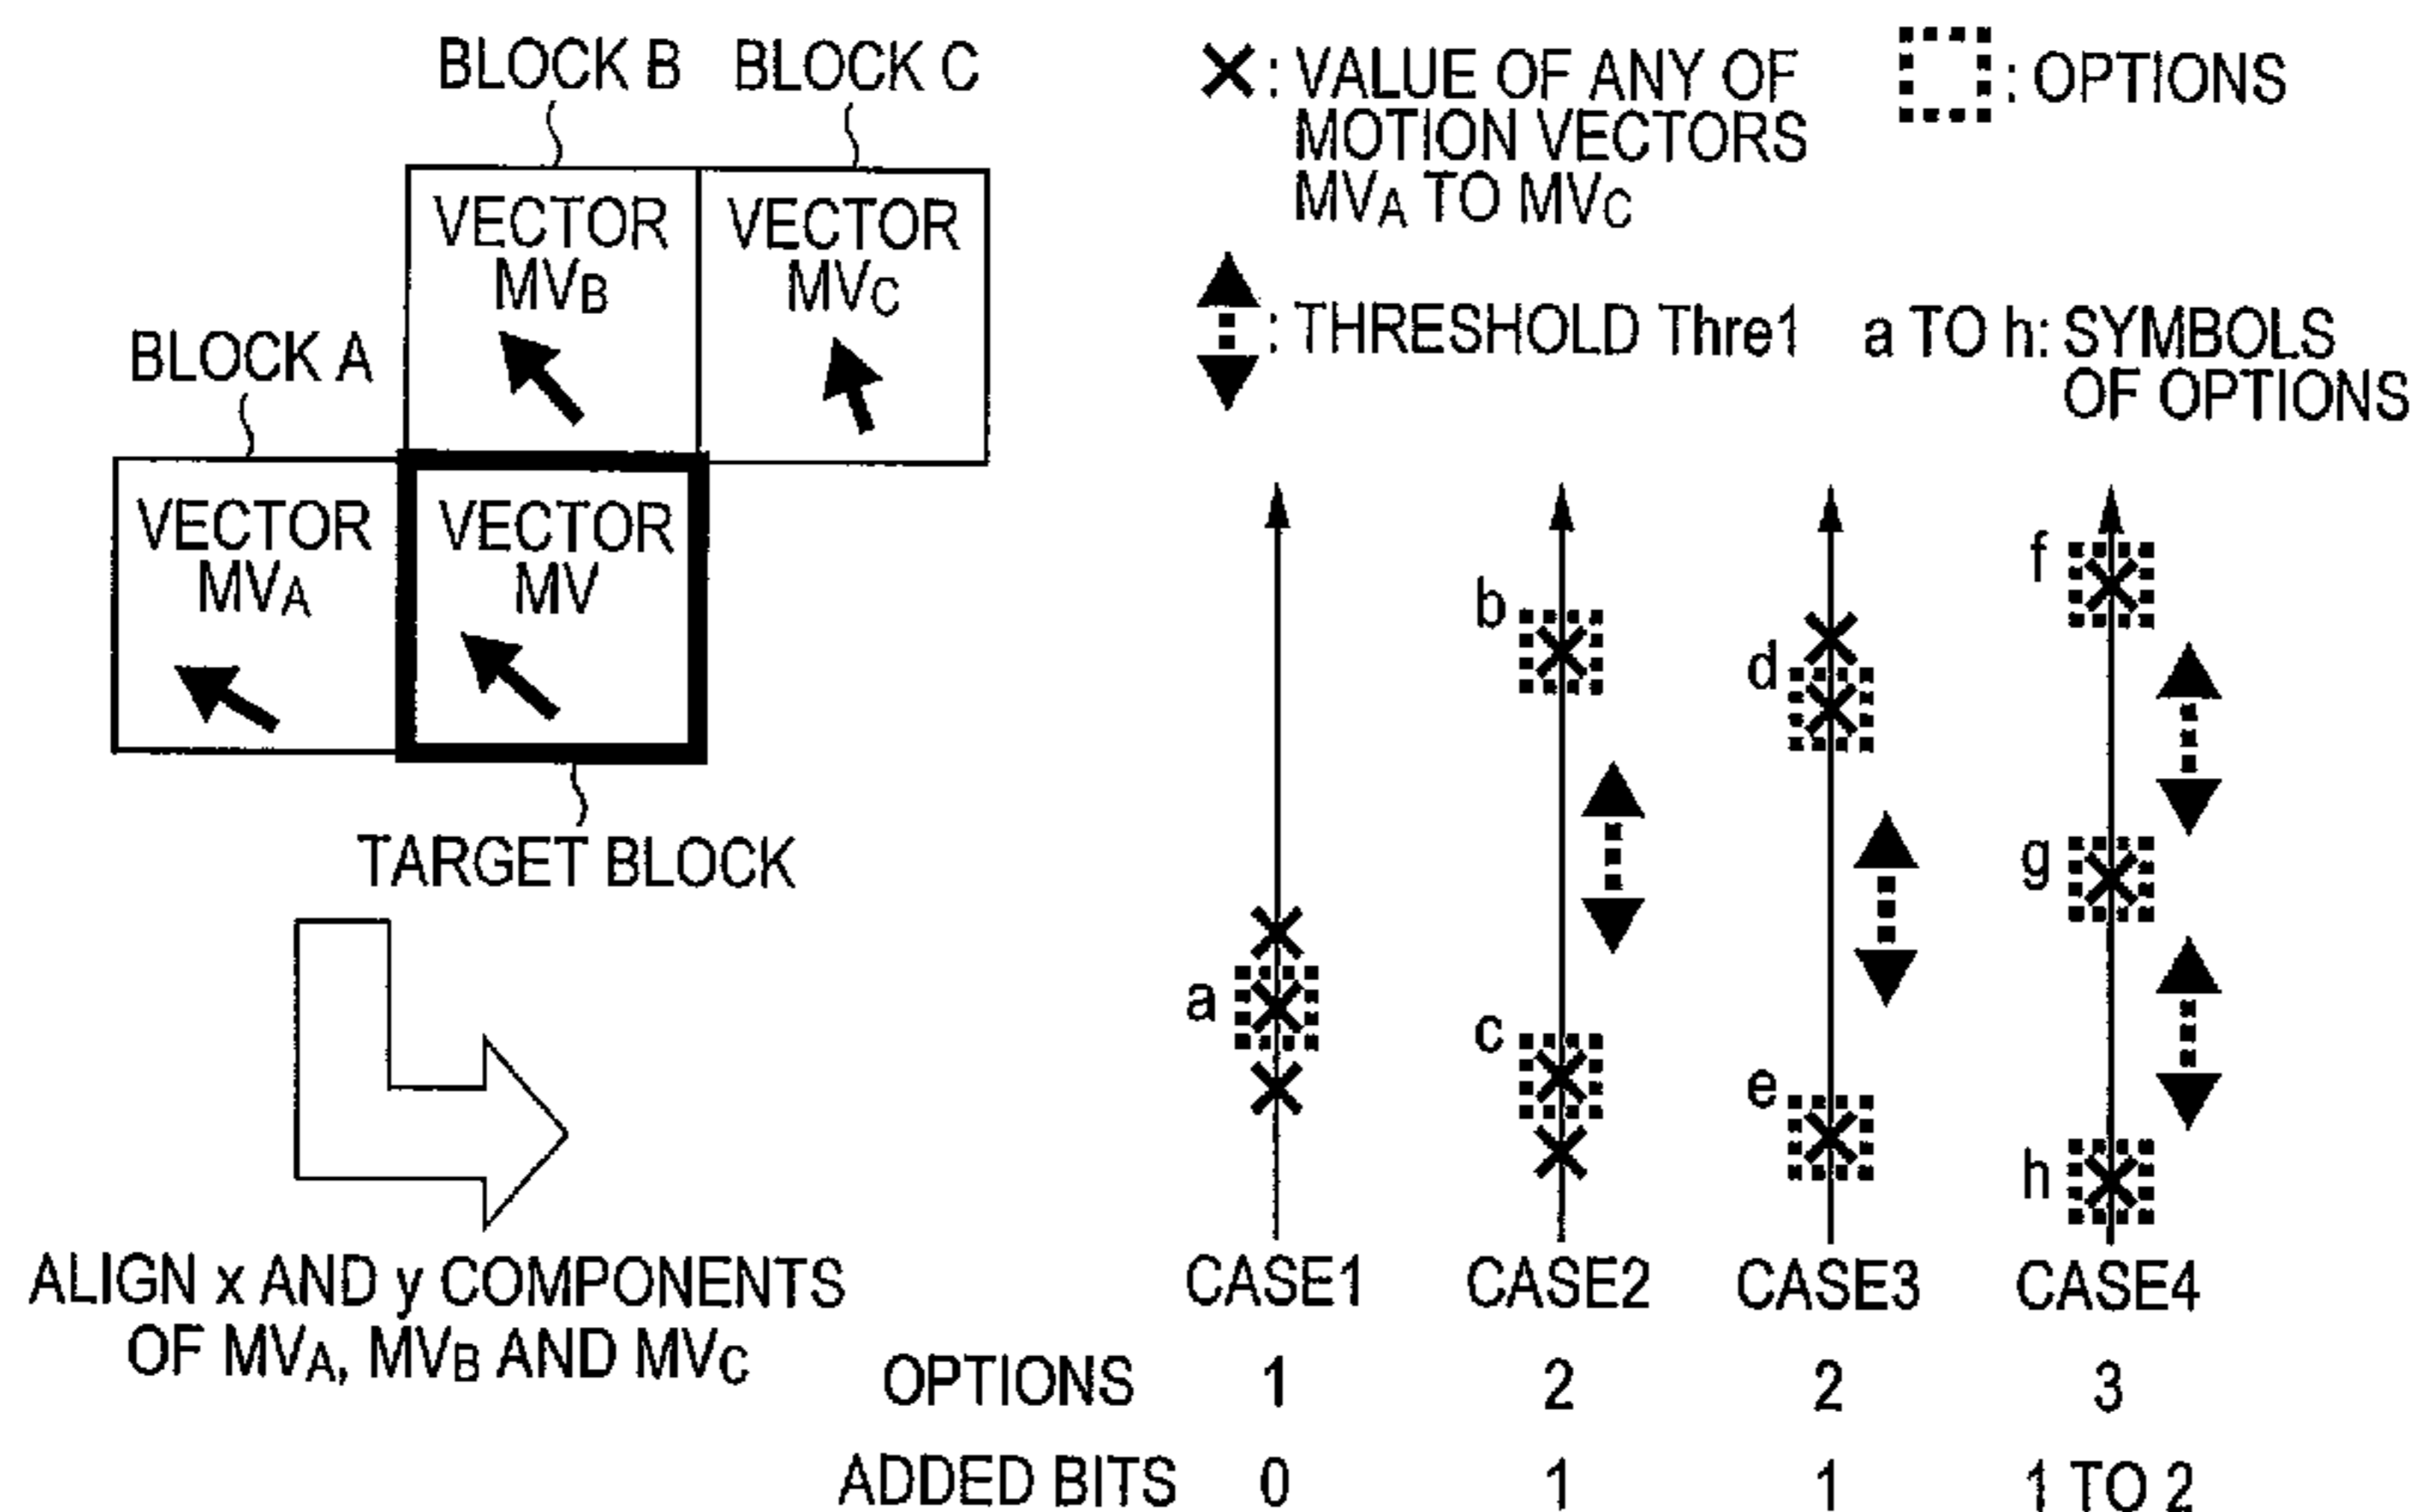 BLOCK B BLOCK C
BLOCK A
VECTOR
MVB
VECTOR
MVC
VECTOR
MVA
VECTOR
MV
TARGET BLOCK
ALIGN x AND y COMPONENTS
OF MVA, MVB AND MVC
: VALUE OF ANY OF
MOTION VECTORS
MVA TO MVC
: OPTIONS
: THRESHOLD Thre1
a TO h: SYMBOLS
OF OPTIONS
a
b
c
d
e
f
g
h
CASE1 CASE2 CASE3 CASE4
OPTIONS 1 2 2 3
ADDED BITS 0 1 1 1 TO 2